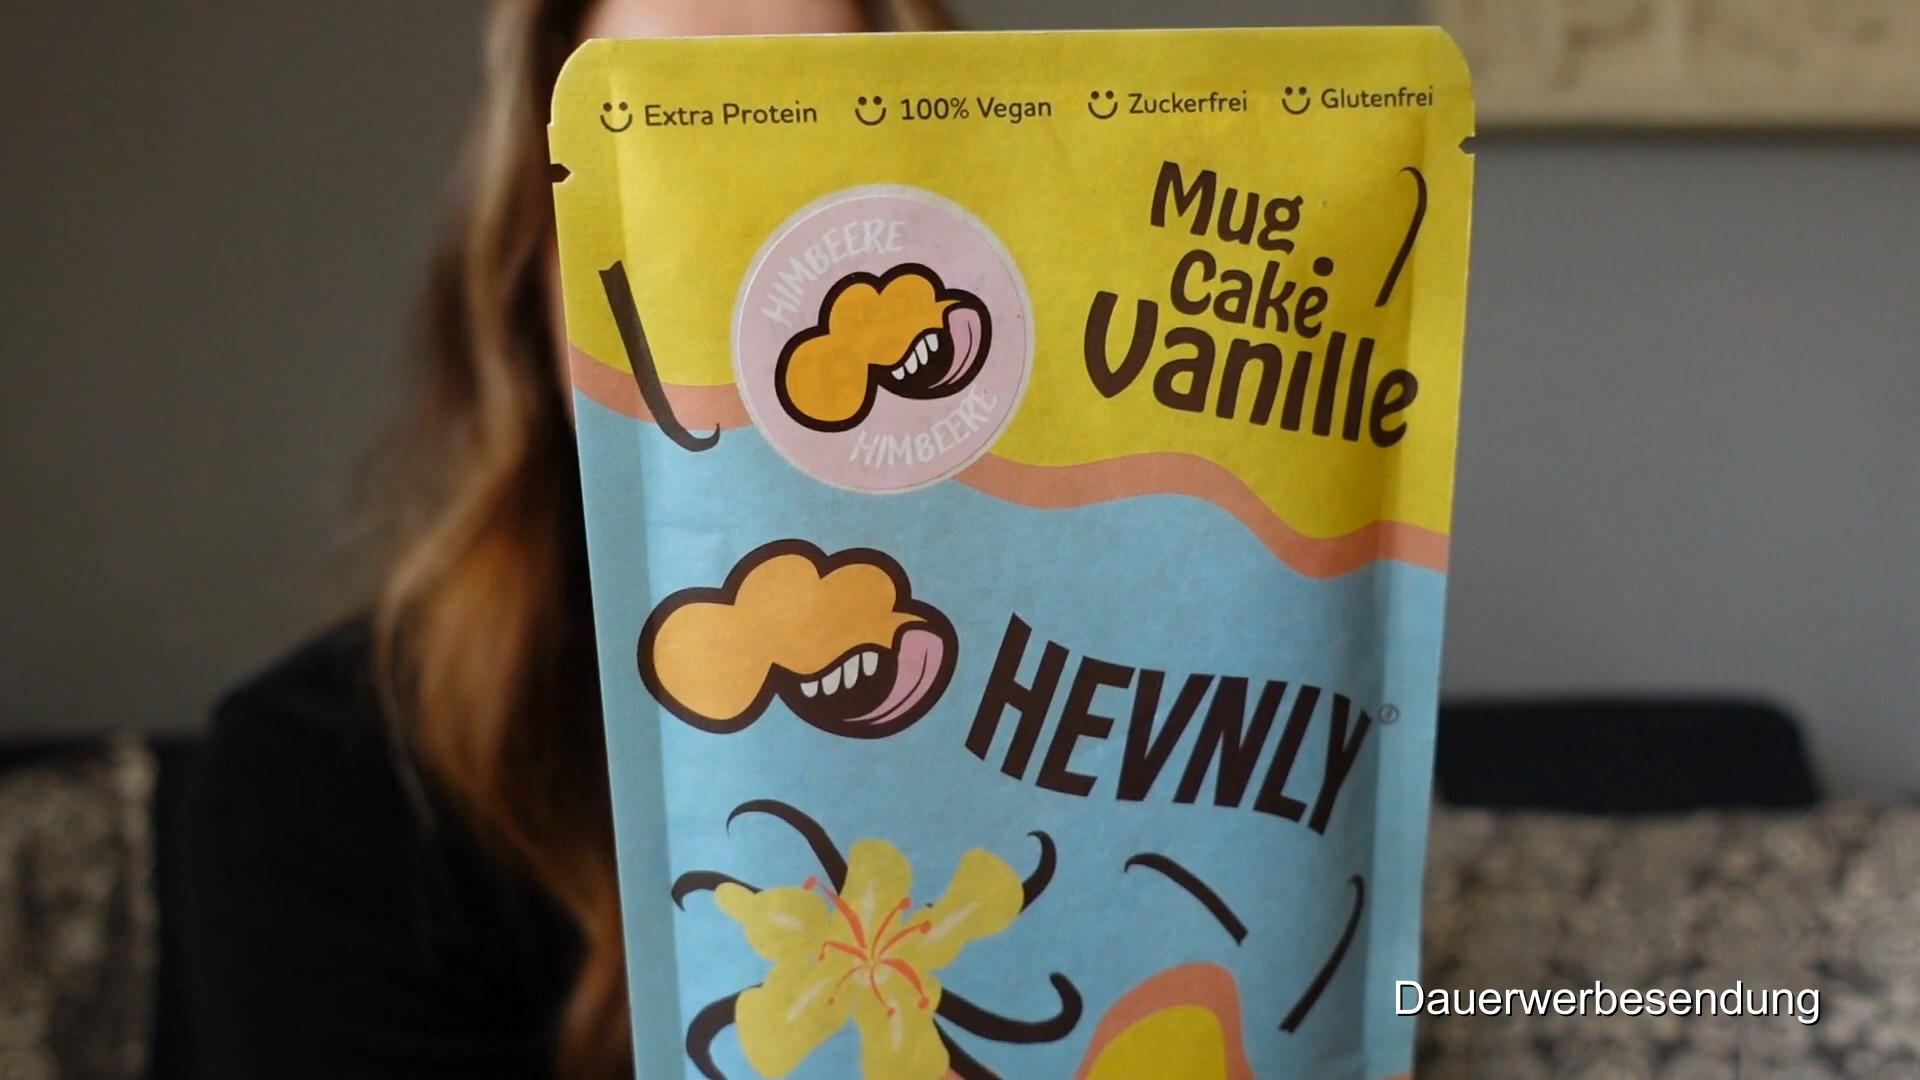 Extra Protein 100% Vegan Zuckerfrei Glutenfrei
Mug
Cake
Vanille
HIMBEERE
HIMBEERE
HEVNLY®
Dauerwerbesendung